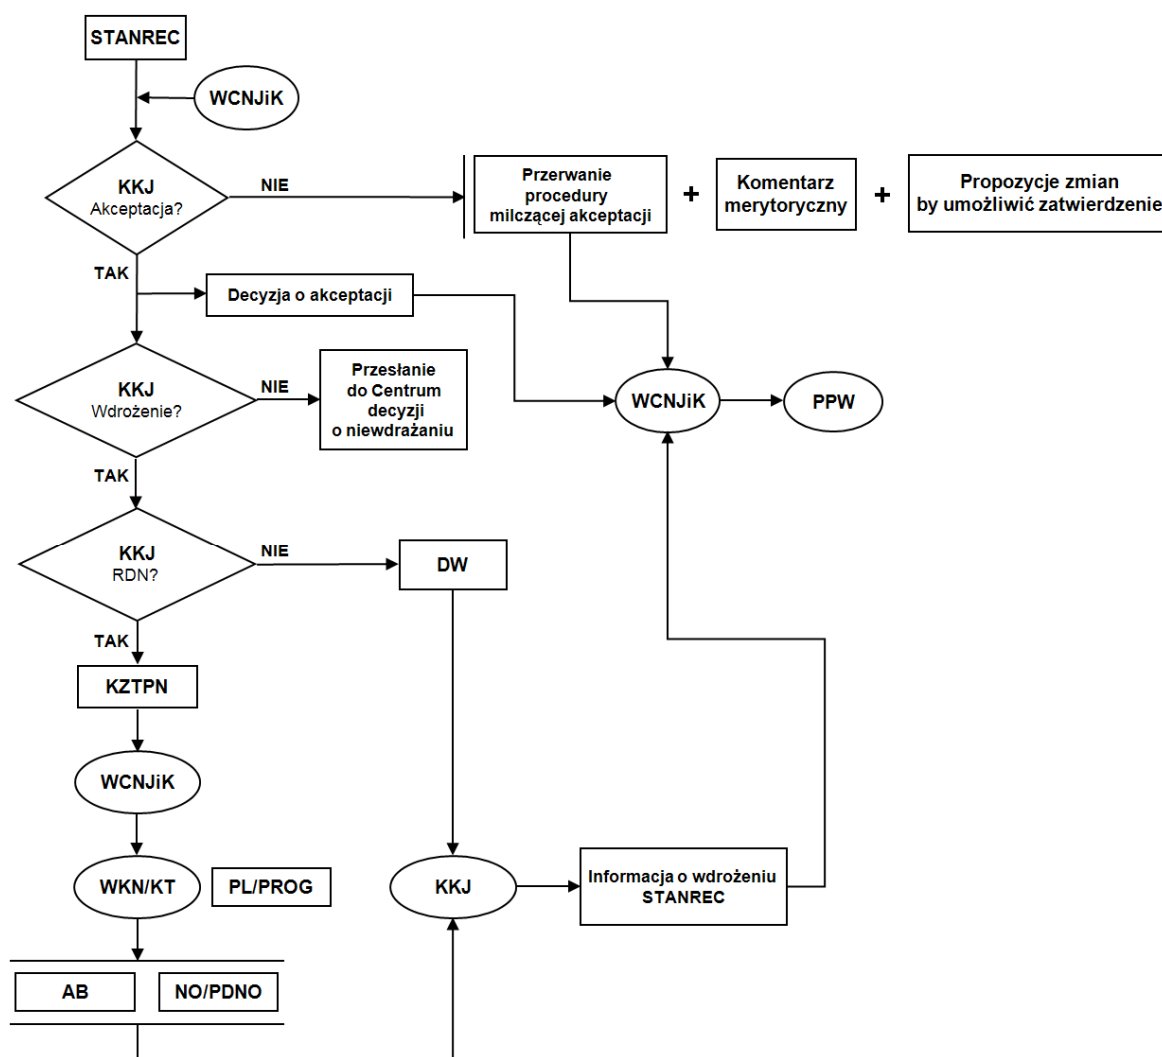 STANREC
WCNJiK
KKJ
Akceptacja?
NIE
Przerwanie
procedury
milczącej akceptacji
+
Komentarz
merytoryczny
+
Propozycje zmian
by umożliwić zatwierdzenie
TAK
Decyzja o akceptacji
KKJ
Wdrożenie?
NIE
Przesłanie
do Centrum
decyzji
o niewdrażaniu
WCNJiK
PPW
TAK
KKJ
RDN?
NIE
DW
TAK
KZTPN
WCNJiK
WKN/KT
PL/PROG
KKJ
Informacja o wdrożeniu
STANREC
AB
NO/PDNO